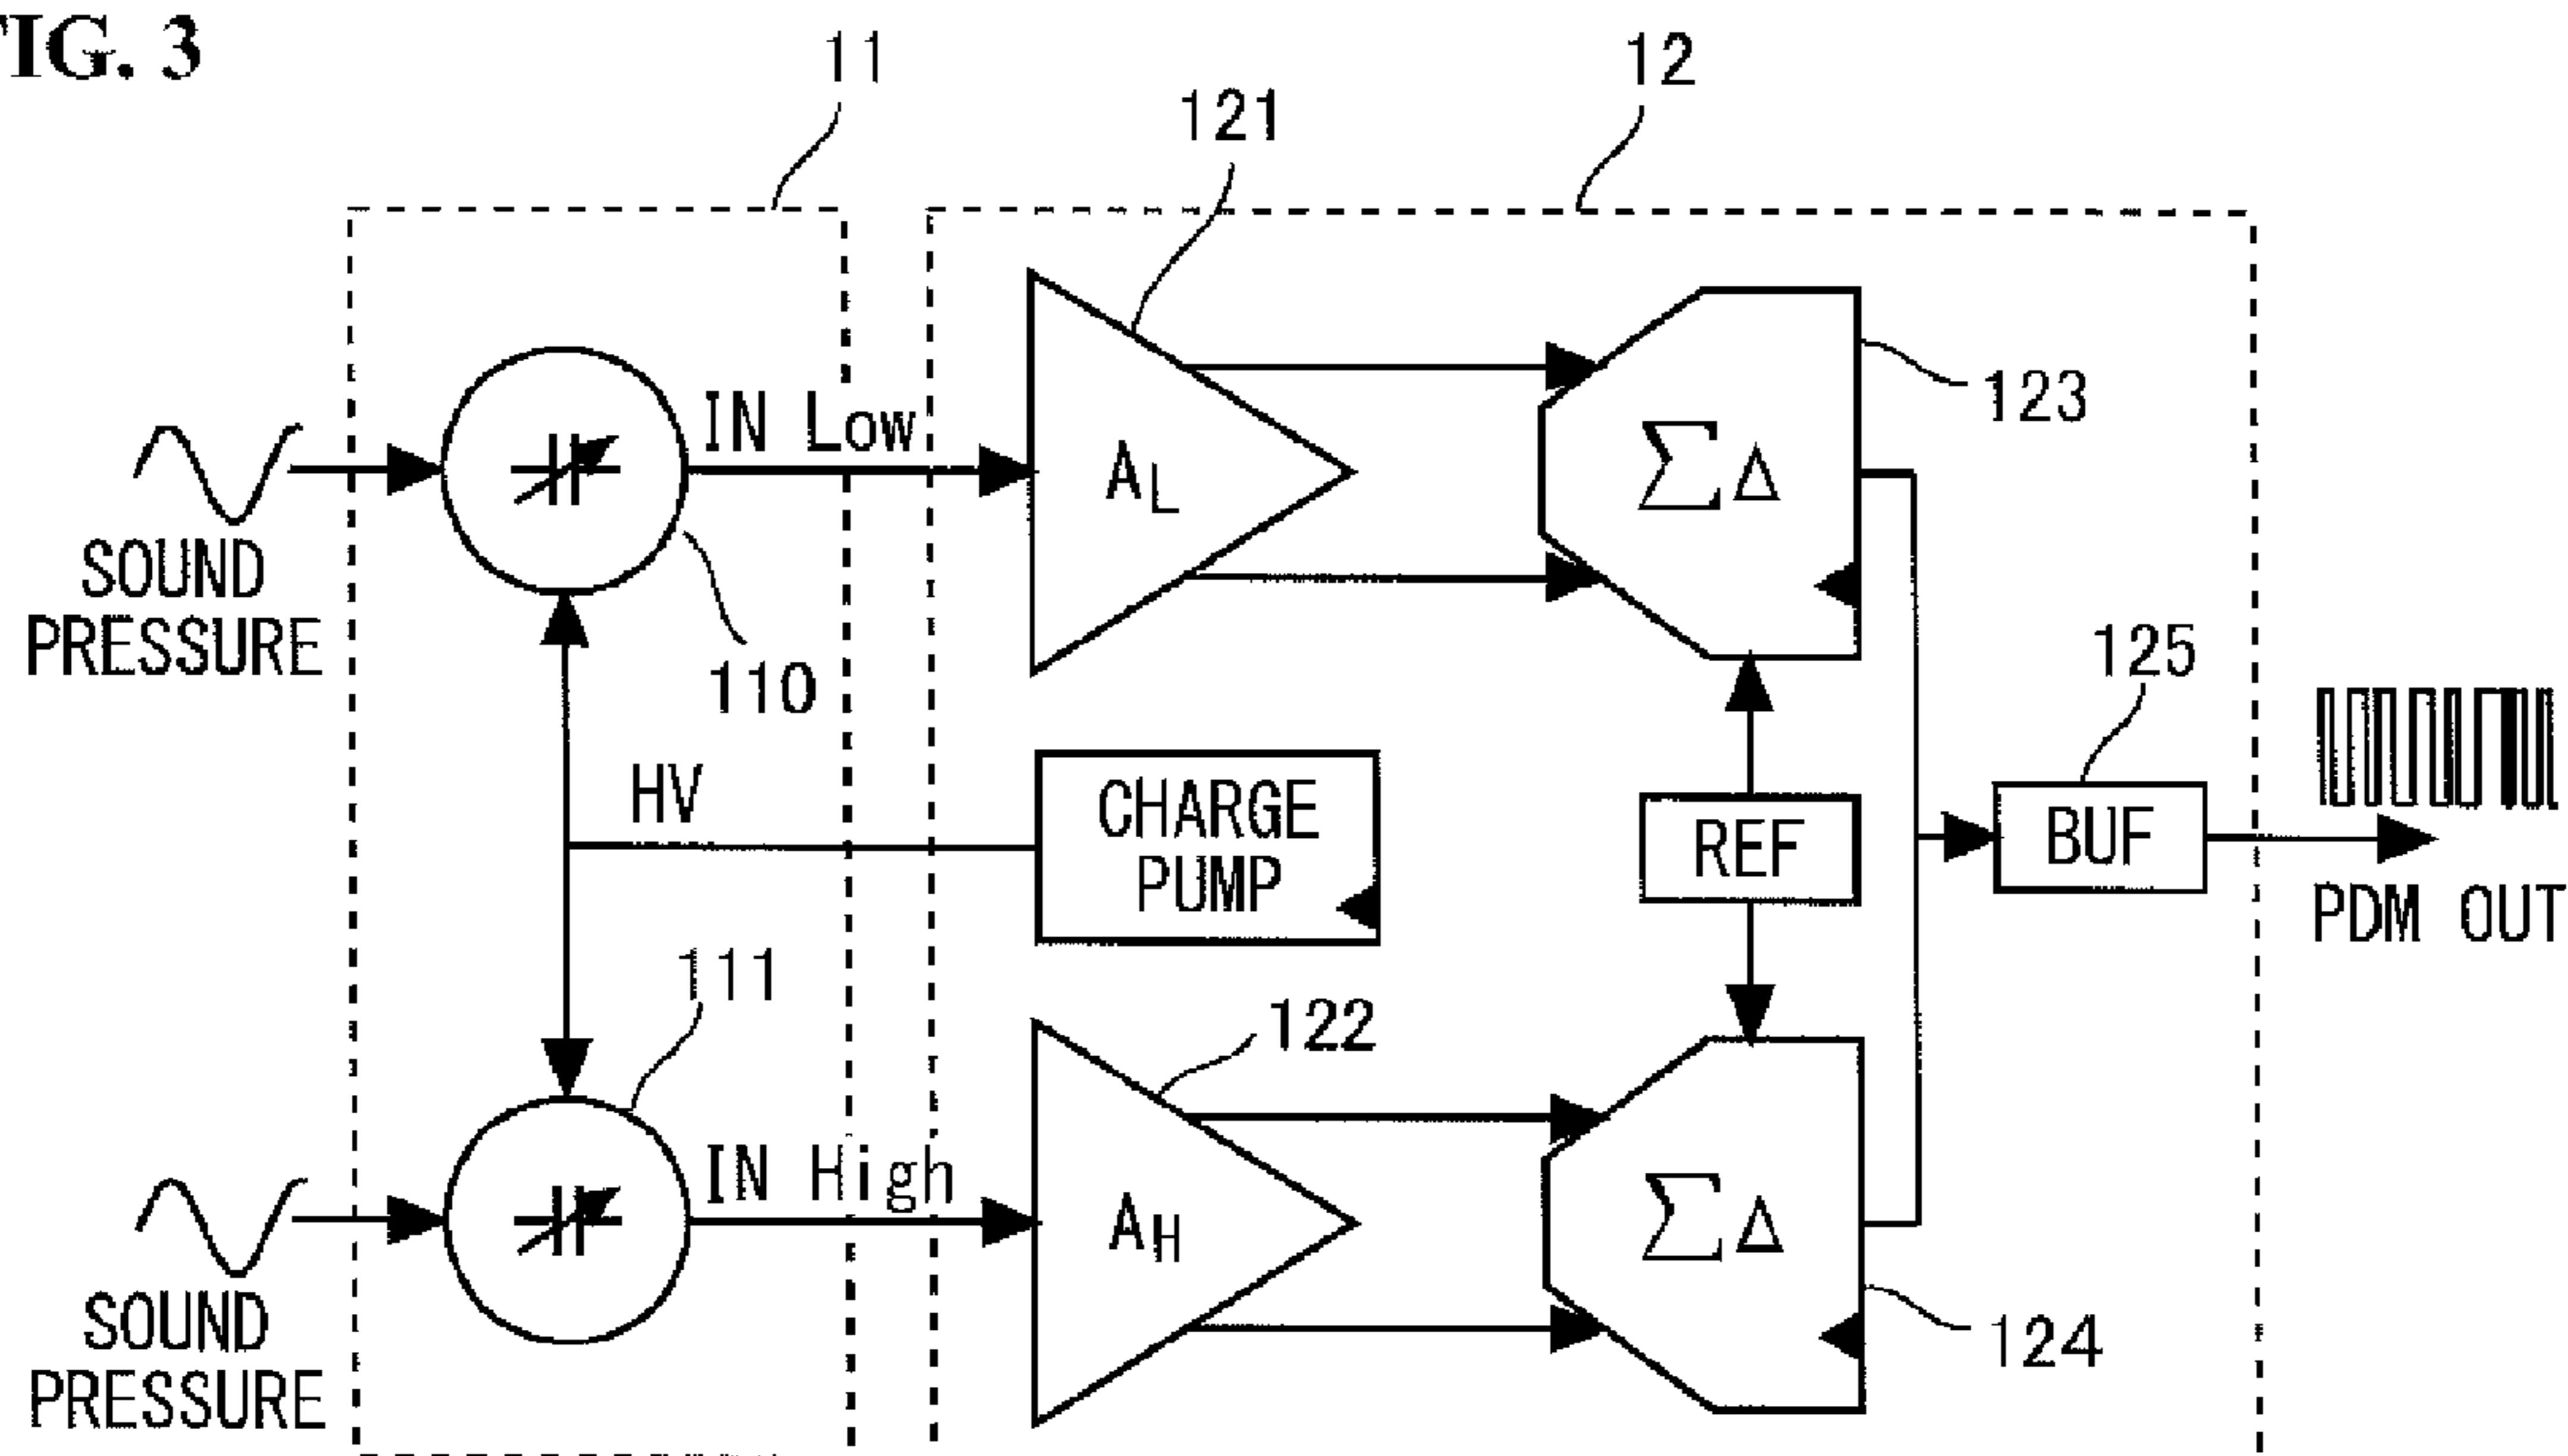 FIG. 3
11
12
121
123
IN Low
AL
ΣΔ
SOUND
PRESSURE
110
125
HV
CHARGE
PUMP
REF
BUF
PDM OUT
111
122
IN High
AH
ΣΔ
SOUND
PRESSURE
124